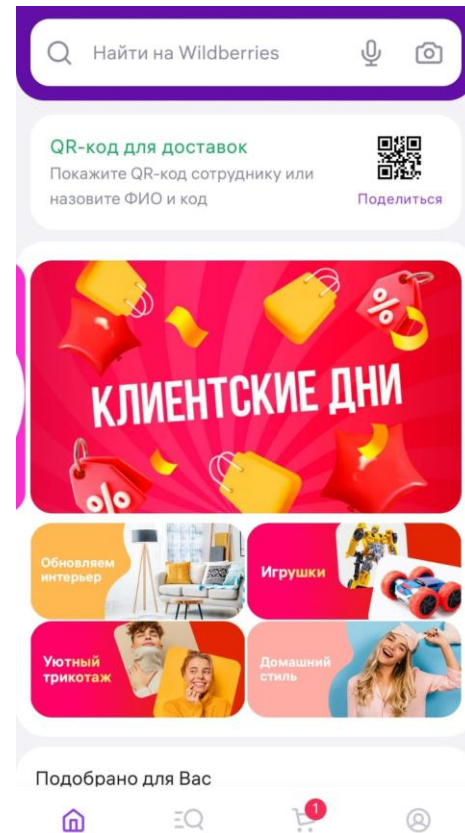 Найти на Wildberries
QR-код для доставок
Покажите QR-код сотруднику или
назовите ФИО и код
Поделиться
%
КЛИЕНТСКИЕ ДНИ
%
Обновляем
интерьер
Игрушки
Уютный
трикотаж
Домашний
стиль
Подобрано для Вас
1